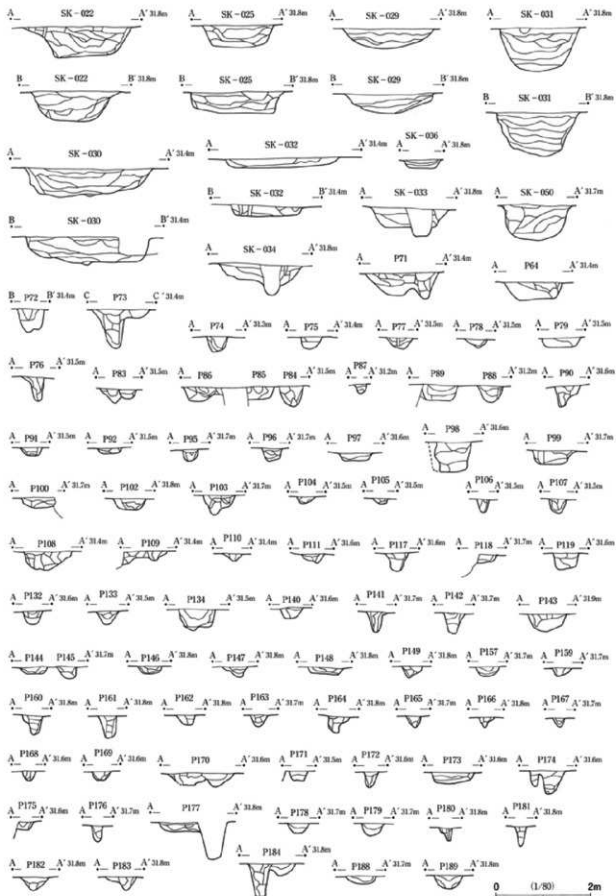 SK-022 SK-025 SK-029 SK-031
A A' 31.8m A A' 31.8m A A' 31.8m A A' 31.8m
SK-022 SK-025 SK-029 SK-031
B B' 31.8m B B' 31.8m B B' 31.8m B B' 31.8m
SK-030 SK-032 SK-036
A A' 31.4m A A' 31.4m A A' 31.8m
SK-032 SK-033 SK-050
B B' 31.4m A A' 31.8m A A' 31.7m
SK-030 SK-034 P71 P64
B B' 31.4m A A' 31.8m A A' 31.4m A A' 31.4m
P72 P73
B B' 31.4m C C' 31.4m
P74 P75 P77 P78 P79
A A' 31.2m A A' 31.4m A A' 31.5m A A' 31.5m A A' 31.5m
P76 P83 P86 P85 P84 P87 P89 P88 P90
A A' 31.5m A A' 31.5m A A' 31.5m A A' 31.2m A A' 31.2m A A' 31.6m
P91 P92 P95 P96 P97 P98 P99
A A' 31.5m A A' 31.5m A A' 31.7m A A' 31.7m A A' 31.6m A A' 31.6m A A' 31.7m
P100 P102 P103 P104 P105 P106 P107
A A' 31.7m A A' 31.8m A A' 31.7m A A' 31.5m A A' 31.5m A A' 31.5m A A' 31.5m
P108 P109 P110 P111 P117 P118 P119
A A' 31.4m A A' 31.4m A A' 31.4m A A' 31.6m A A' 31.6m A A' 31.7m A A' 31.6m
P132 P133 P134 P140 P141 P142 P143
A A' 31.6m A A' 31.5m A A' 31.5m A A' 31.6m A A' 31.7m A A' 31.7m A A' 31.9m
P144 P145 P146 P147 P148 P149 P157 P159
A A' 31.7m A A' 31.8m A A' 31.8m A A' 31.8m A A' 31.8m A A' 31.7m A A' 31.7m
P160 P161 P162 P163 P164 P165 P166 P167
A A' 31.8m A A' 31.8m A A' 31.8m A A' 31.7m A A' 31.8m A A' 31.7m A A' 31.8m A A' 31.7m
P168 P169 P170 P171 P172 P173 P174
A A' 31.6m A A' 31.6m A A' 31.6m A A' 31.5m A A' 31.6m A A' 31.6m A A' 31.6m
P175 P176 P177 P178 P179 P180 P181
A A' 31.6m A A' 31.7m A A' 31.8m A A' 31.7m A A' 31.7m A A' 31.8m A A' 31.8m
P182 P183 P184 P188 P189
A A' 31.8m A A' 31.8m A A' 31.8m A A' 31.7m A A' 31.8m
0 (1/80) 2m